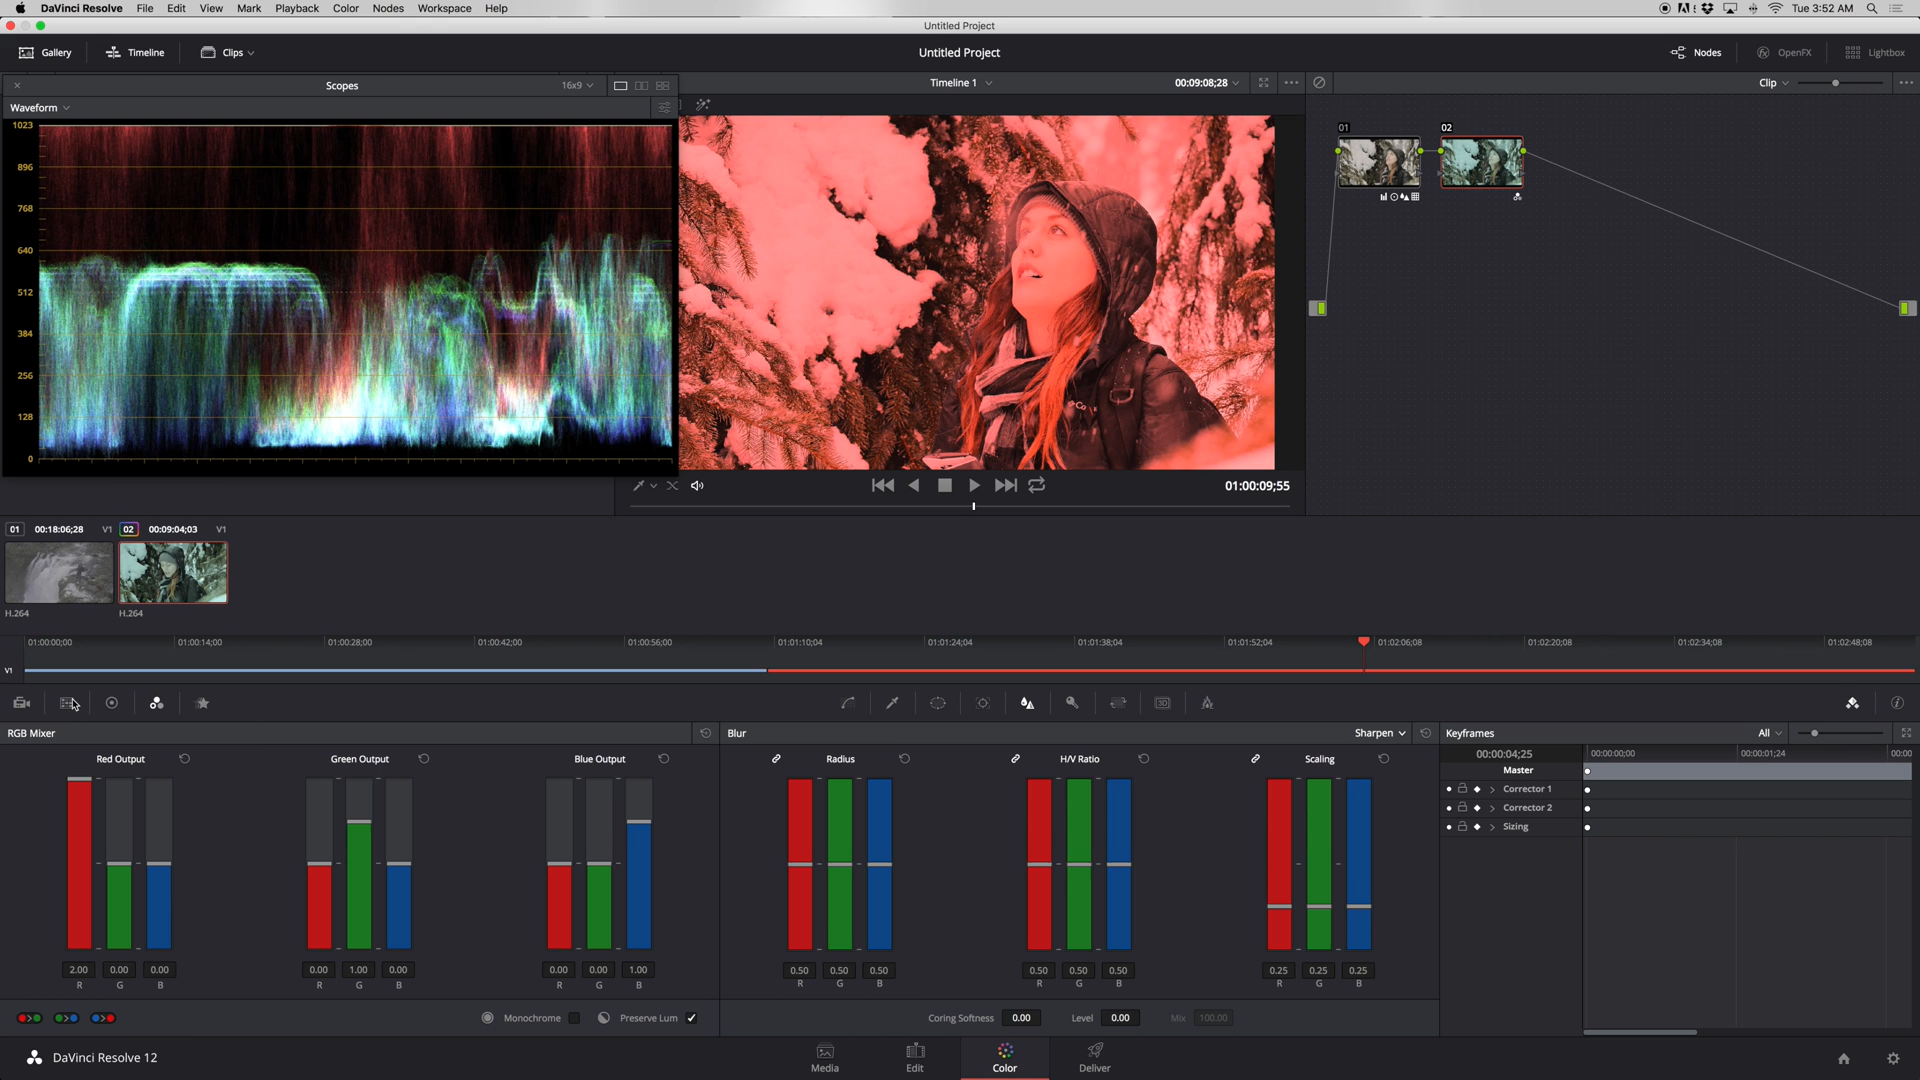 DaVinci Resolve File Edit View Mark Playback Color Nodes Workspace Help Tue 3:52 AM
Untitled Project
Gallery Timeline Clips Untitled Project Nodes OpenFX Lightbox
Scopes 16x9 Timeline 1 00:09:08;28 Clip
Waveform
1023
896
768
640
512
384
256
128
0
01 02
01:00:09;55
01 00:18:06;28 V1 02 00:09:04;03 V1
H.264 H.264
01:00:00;00 01:00:14;00 01:00:28;00 01:00:42;00 01:00:56;00 01:01:10;04 01:01:24;04 01:01:38;04 01:01:52;04 01:02:06;08 01:02:20;08 01:02:34;08 01:02:48;08
V1
3D
RGB Mixer Blur Sharpen Keyframes All
Red Output Green Output Blue Output Radius H/V Ratio Scaling 00:00:04;25 00:00:00;00 00:00:01;24 00:00
Master
Corrector 1
Corrector 2
Sizing
2.00 0.00 0.00 0.00 1.00 0.00 0.00 0.00 1.00 0.50 0.50 0.50 0.50 0.50 0.50 0.25 0.25 0.25
R G B R G B R G B R G B R G B R G B
Monochrome Preserve Lum Coring Softness 0.00 Level 0.00 Mix 100.00
DaVinci Resolve 12 Media Edit Color Deliver